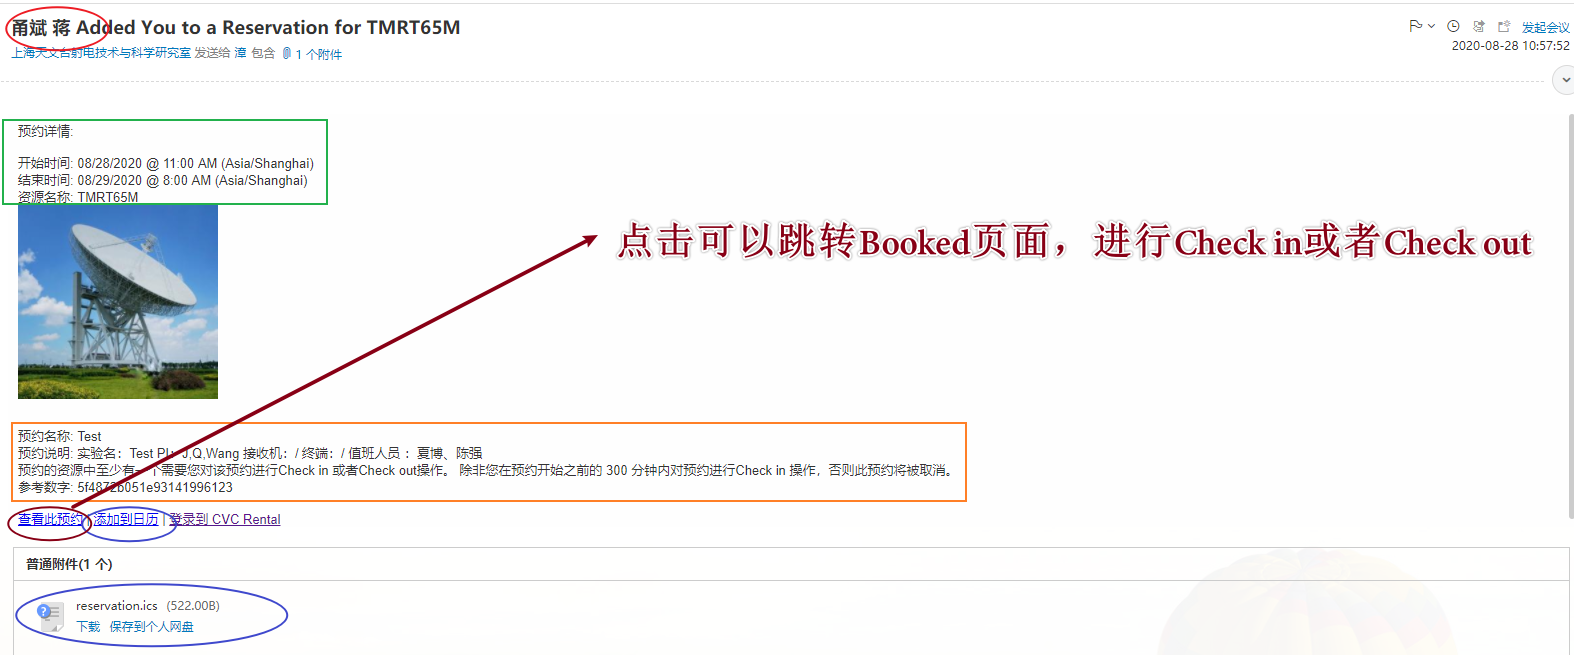 甬斌 蒋 Added You to a Reservation for TMRT65M
发起会议
上海天文台射电技术与科学研究室 发送给 潼 包含 1 个附件
2020-08-28 10:57:52
预约详情:
开始时间: 08/28/2020 @ 11:00 AM (Asia/Shanghai)
结束时间: 08/29/2020 @ 8:00 AM (Asia/Shanghai)
资源名称: TMRT65M
点击可以跳转Booked页面，进行Check in或者Check out
预约名称: Test
预约说明: 实验名：Test PI：J,Q,Wang 接收机：/ 终端：/ 值班人员 ：夏博、陈强
预约的资源中至少有一个需要您对该预约进行Check in 或者Check out操作。 除非您在预约开始之前的 300 分钟内对预约进行Check in 操作，否则此预约将被取消。
参考数字: 5f4872b051e93141996123
查看此预约 | 添加到日历 | 登录到 CVC Rental
普通附件(1 个)
reservation.ics (522.00B)
下载 保存到个人网盘